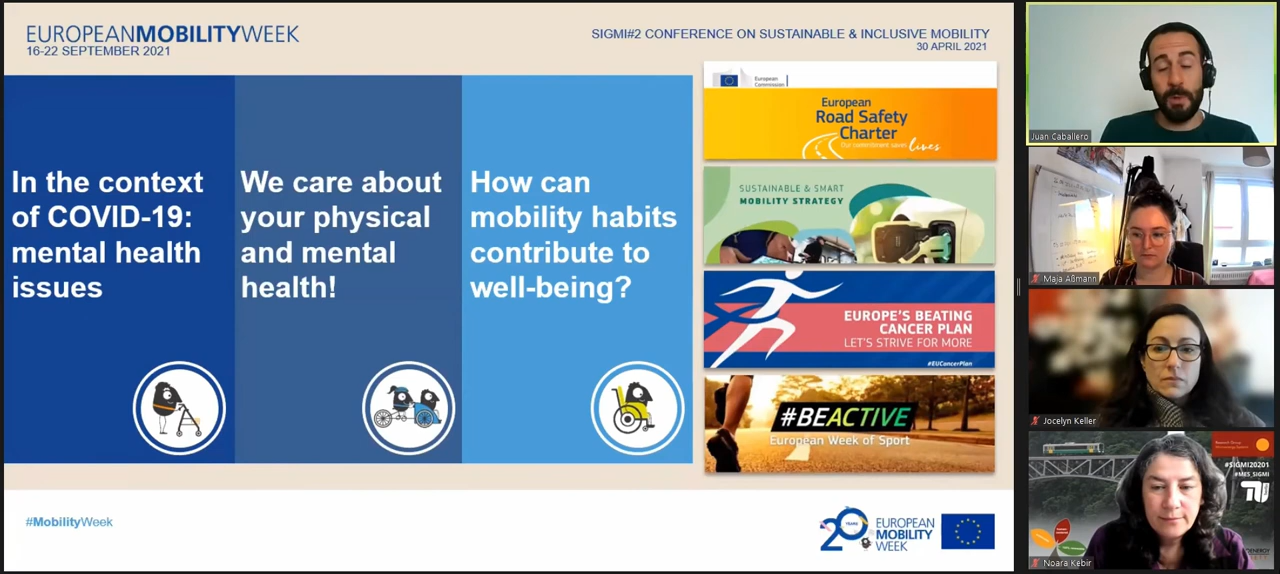 EUROPEANMOBILITYWEEK
16-22 SEPTEMBER 2021
SIGMI#2 CONFERENCE ON SUSTAINABLE & INCLUSIVE MOBILITY
30 APRIL 2021
In the context
of COVID-19:
mental health
issues
We care about
your physical
and mental
health!
How can
mobility habits
contribute to
well-being?
European
Commission
European
Road Safety
Charter
Our commitment saves lives
SUSTAINABLE & SMART
MOBILITY STRATEGY
EUROPE'S BEATING
CANCER PLAN
LET'S STRIVE FOR MORE
#EUCancerPlan
#BEACTIVE
European Week of Sport
#MobilityWeek
20 YEARS
EUROPEAN
MOBILITY
WEEK
Juan Caballero
Maja Aßmann
Jocelyn Keller
#SIGMI20201
#MES_SIGMI
Noara Kebir